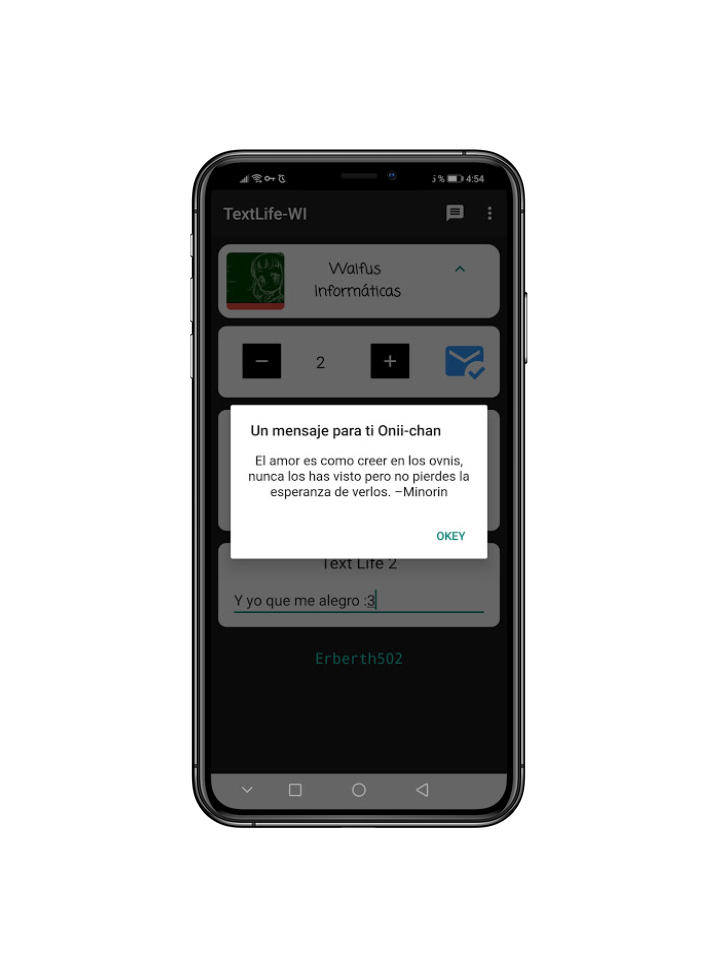 5% 4:54
TextLife-WI
Waifus
Informáticas
2
Un mensaje para ti Onii-chan
El amor es como creer en los ovnis,
nunca los has visto pero no pierdes la
esperanza de verlos. –Minorin
OKEY
Text Life 2
Y yo que me alegro :3
Erberth502